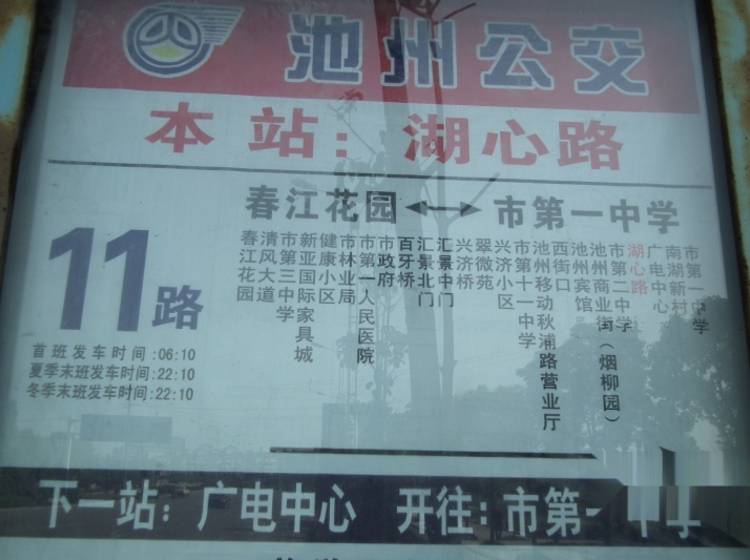 池州公交
本站：湖心路
春江花园 ⟷ 市第一中学
11路
首班发车时间:06:10
夏季末班发车时间:22:10
冬季末班发车时间:22:10
春江花园
清风大道
市第三中学
新亚国际家具城
健康小区
市林业局
市第一人民医院
市政府
百牙桥
汇景北门
汇景中门
兴济桥
翠微苑
兴济小区
市第十一中学
池州移动秋浦路营业厅
西街口
池州宾馆
池州商业街(烟柳园)
市第二中学
湖心路
广电中心
南湖新村
市第一中学
下一站：广电中心 开往：市第一中学